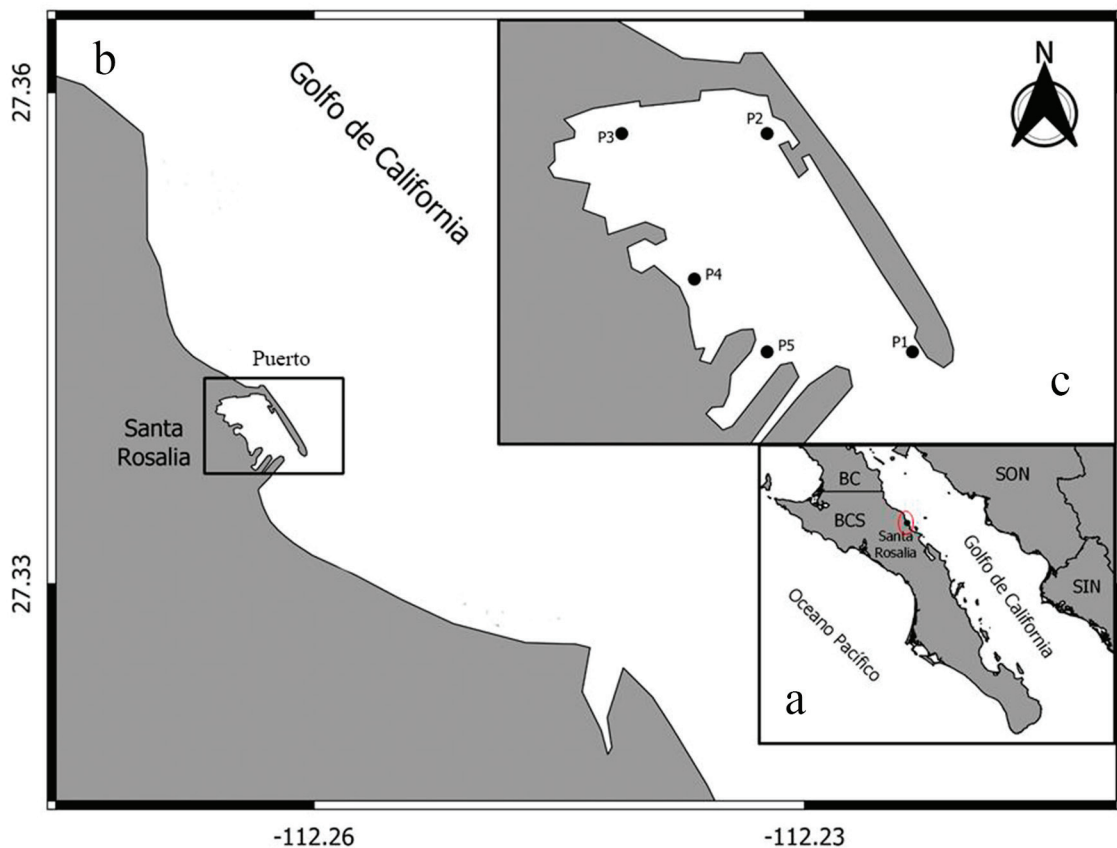 b
Golfo de California
27.36
27.33
-112.26
-112.23
Puerto
Santa
Rosalia
N
P3
P2
P4
P5
P1
c
BC
SON
BCS
Santa
Rosalia
Golfo de California
SIN
Oceano Pacífico
a